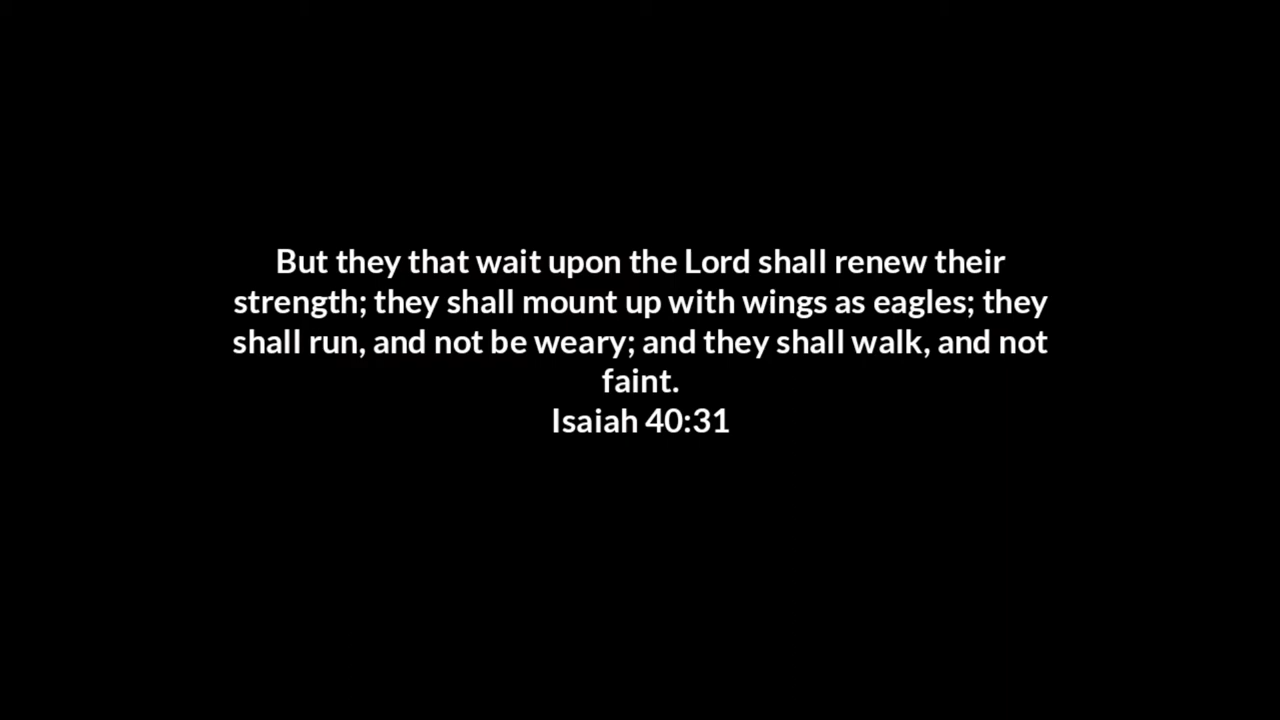 But they that wait upon the Lord shall renew their
strength; they shall mount up with wings as eagles; they
shall run, and not be weary; and they shall walk, and not
faint.
Isaiah 40:31